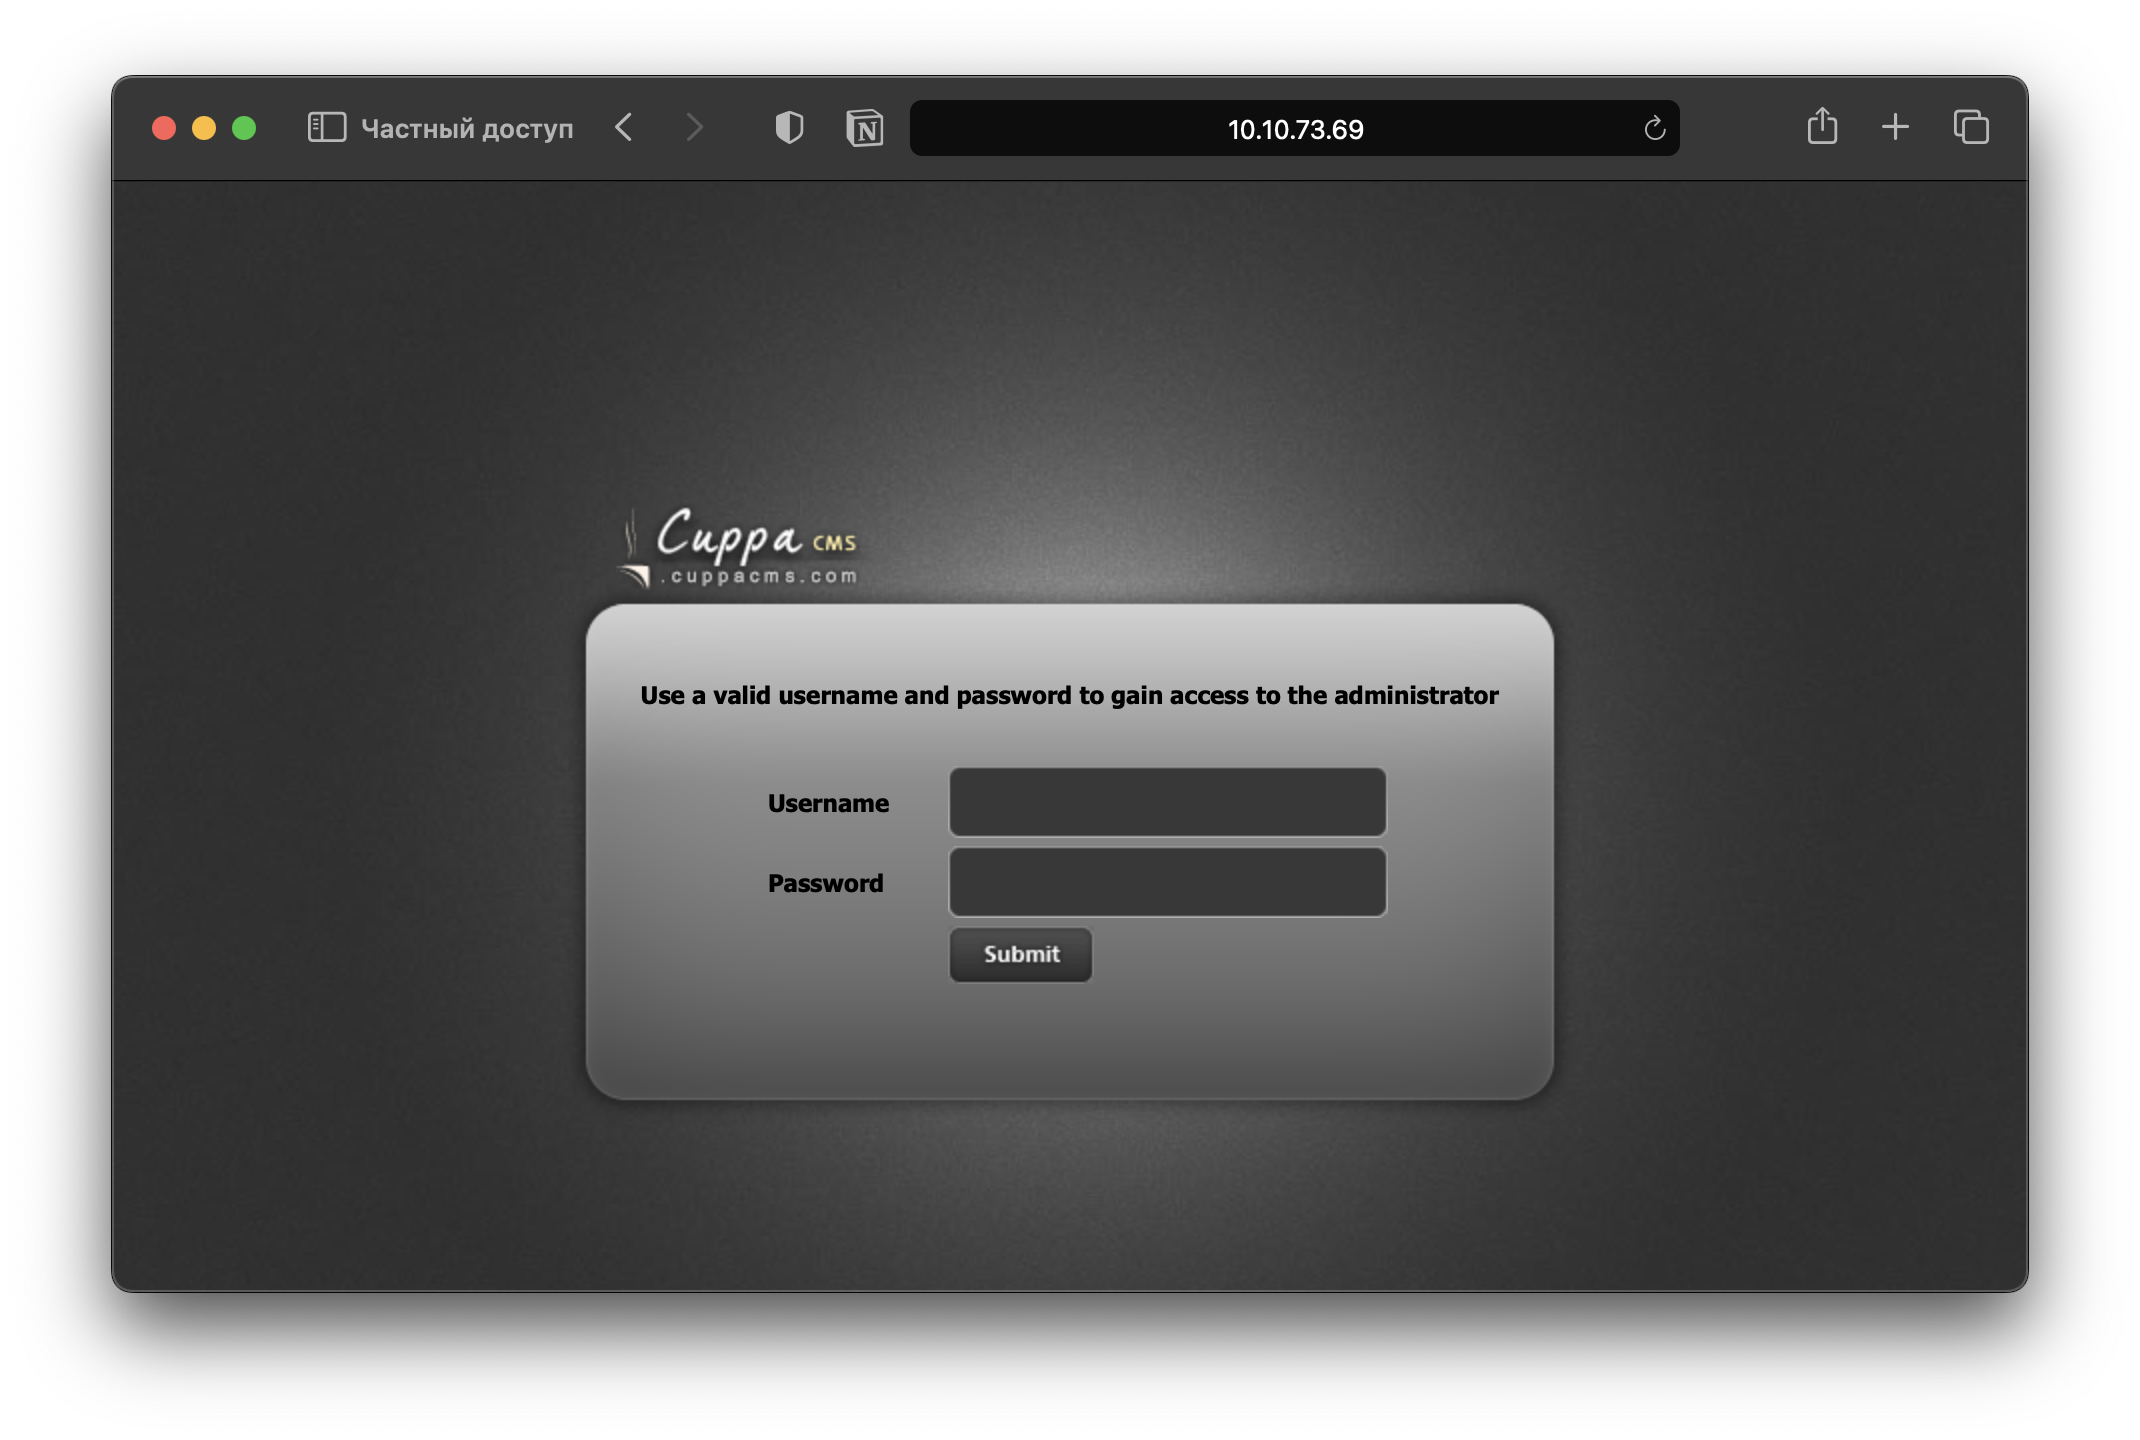 Частный доступ
10.10.73.69
Cuppa CMS
.cuppacms.com
Use a valid username and password to gain access to the administrator
Username
Password
Submit